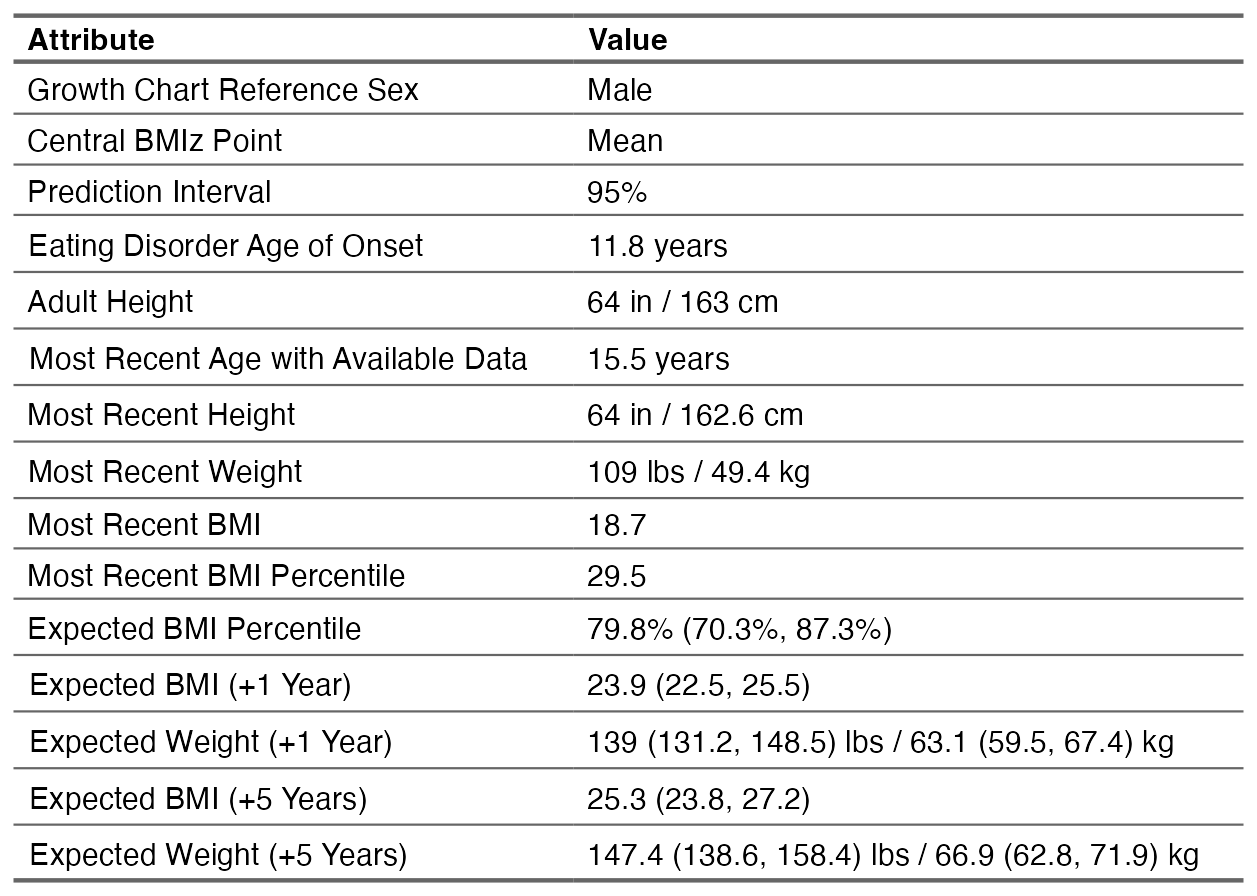 Attribute Value
Growth Chart Reference Sex Male
Central BMIz Point Mean
Prediction Interval 95%
Eating Disorder Age of Onset 11.8 years
Adult Height 64 in / 163 cm
Most Recent Age with Available Data 15.5 years
Most Recent Height 64 in / 162.6 cm
Most Recent Weight 109 lbs / 49.4 kg
Most Recent BMI 18.7
Most Recent BMI Percentile 29.5
Expected BMI Percentile 79.8% (70.3%, 87.3%)
Expected BMI (+1 Year) 23.9 (22.5, 25.5)
Expected Weight (+1 Year) 139 (131.2, 148.5) lbs / 63.1 (59.5, 67.4) kg
Expected BMI (+5 Years) 25.3 (23.8, 27.2)
Expected Weight (+5 Years) 147.4 (138.6, 158.4) lbs / 66.9 (62.8, 71.9) kg